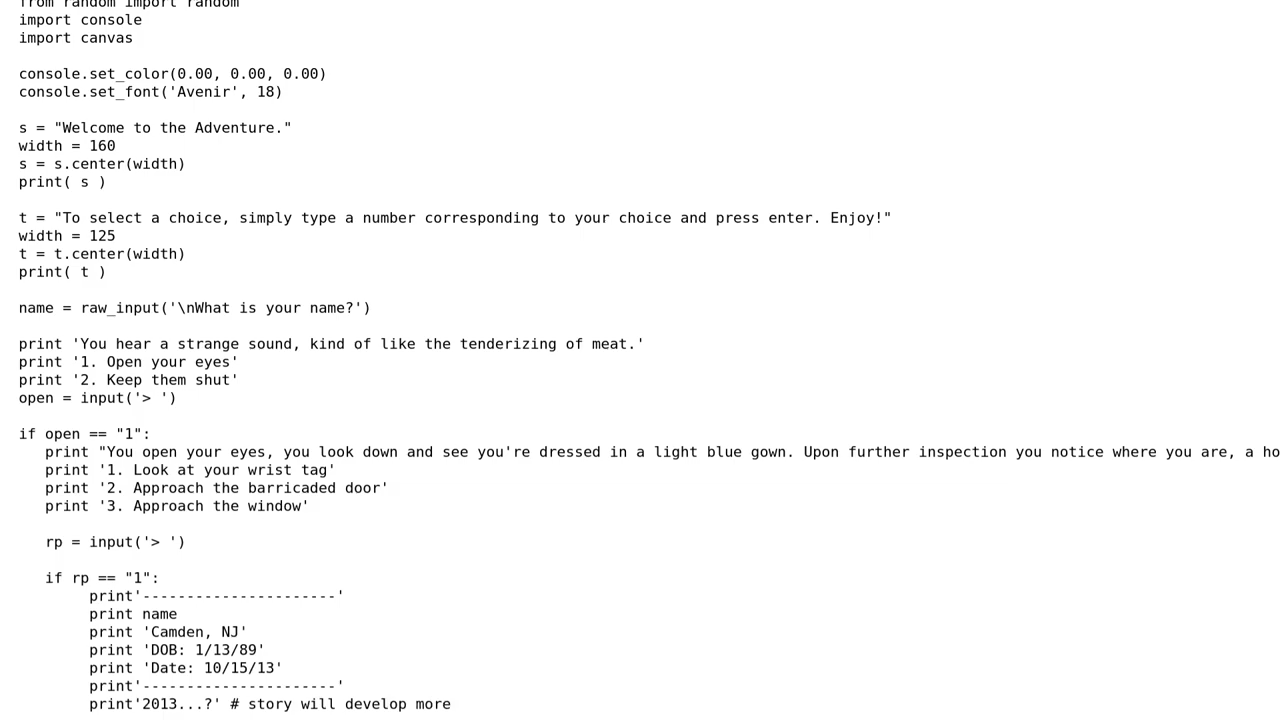 from random import random
import console
import canvas

console.set_color(0.00, 0.00, 0.00)
console.set_font('Avenir', 18)

s = "Welcome to the Adventure."
width = 160
s = s.center(width)
print( s )

t = "To select a choice, simply type a number corresponding to your choice and press enter. Enjoy!"
width = 125
t = t.center(width)
print( t )

name = raw_input('\nWhat is your name?')

print 'You hear a strange sound, kind of like the tenderizing of meat.'
print '1. Open your eyes'
print '2. Keep them shut'
open = input('> ')

if open == "1":
   print "You open your eyes, you look down and see you're dressed in a light blue gown. Upon further inspection you notice where you are, a ho
   print '1. Look at your wrist tag'
   print '2. Approach the barricaded door'
   print '3. Approach the window'

   rp = input('> ')

   if rp == "1":
        print'----------------------'
        print name
        print 'Camden, NJ'
        print 'DOB: 1/13/89'
        print 'Date: 10/15/13'
        print'----------------------'
        print'2013...?' # story will develop more